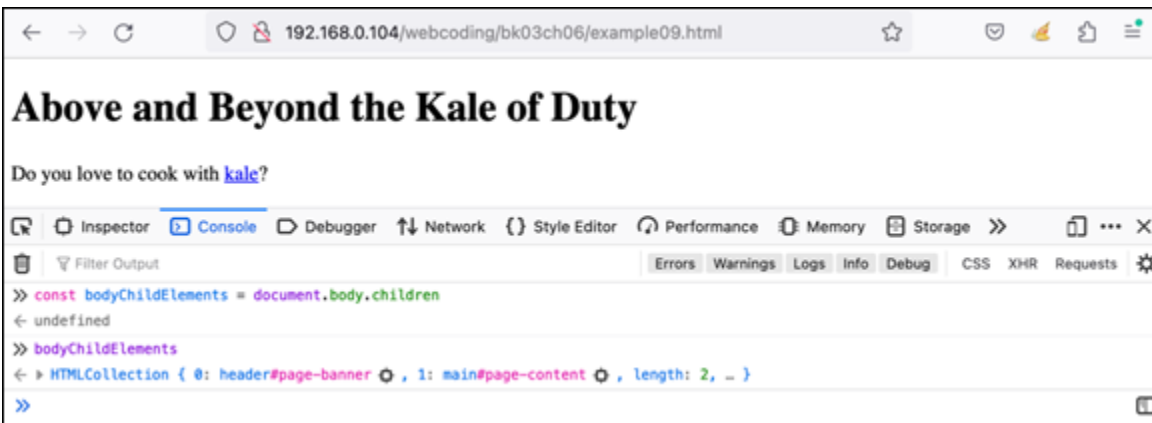 192.168.0.104/webcoding/bk03ch06/example09.html
Above and Beyond the Kale of Duty
Do you love to cook with kale?
Inspector Console Debugger Network {} Style Editor Performance Memory Storage
Filter Output Errors Warnings Logs Info Debug CSS XHR Requests
>> const bodyChildElements = document.body.children
← undefined
>> bodyChildElements
← ▸ HTMLCollection { 0: header#page-banner , 1: main#page-content , length: 2, … }
>>